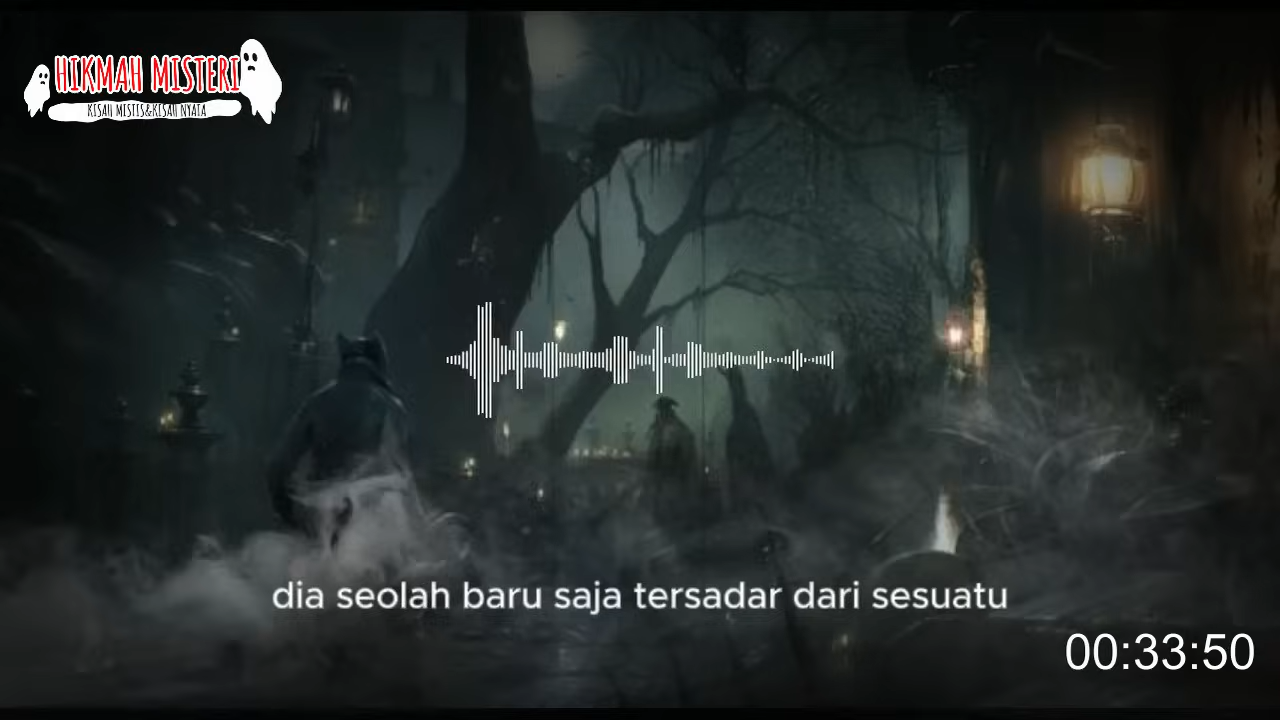 HIKMAH MISTERI
KISAH MISTIS&KISAH NYATA
dia seolah baru saja tersadar dari sesuatu
00:33:50